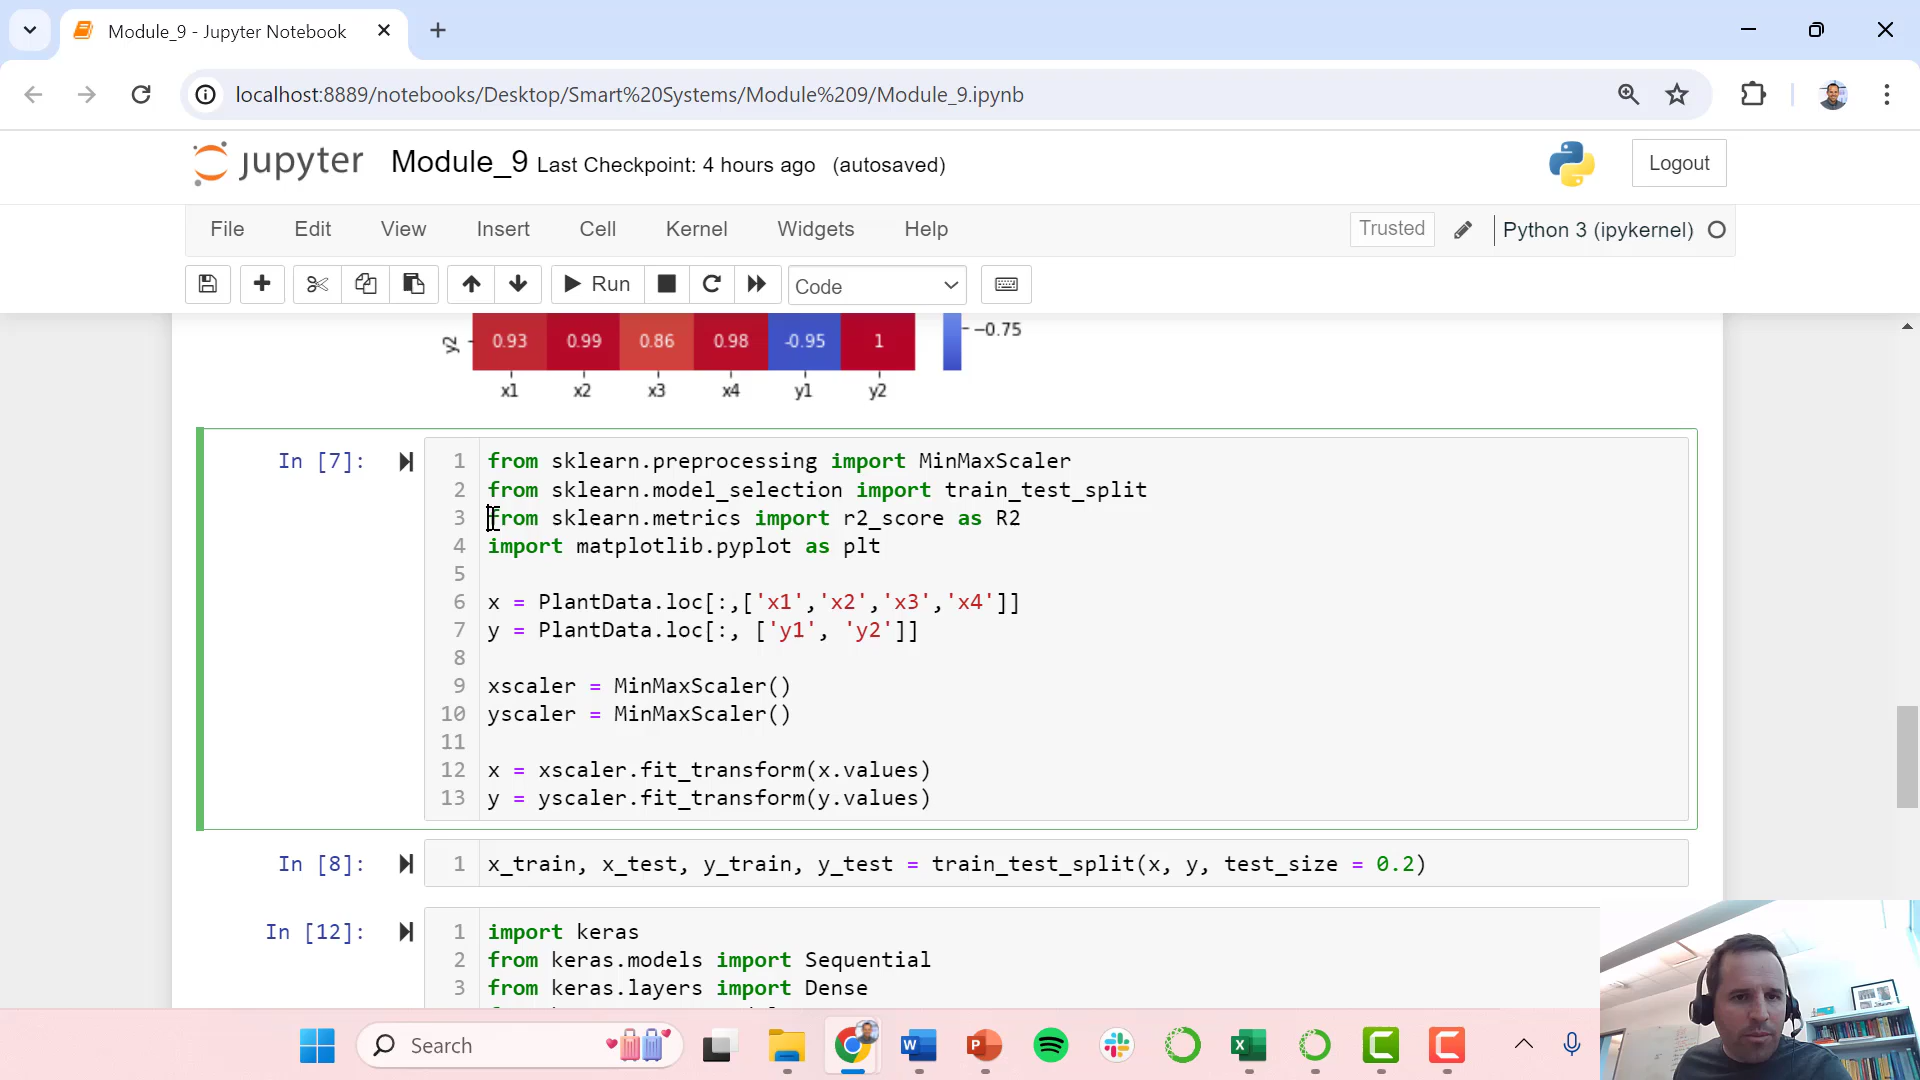 Module_9 - Jupyter Notebook
localhost:8889/notebooks/Desktop/Smart%20Systems/Module%209/Module_9.ipynb
jupyter Module_9 Last Checkpoint: 4 hours ago (autosaved)
Logout
File Edit View Insert Cell Kernel Widgets Help
Trusted
Python 3 (ipykernel)
Run
Code
y2 0.93 0.99 0.86 0.98 -0.95 1
−0.75
x1 x2 x3 x4 y1 y2
In [7]:
1 from sklearn.preprocessing import MinMaxScaler
2 from sklearn.model_selection import train_test_split
3 from sklearn.metrics import r2_score as R2
4 import matplotlib.pyplot as plt
5
6 x = PlantData.loc[:,['x1','x2','x3','x4']]
7 y = PlantData.loc[:, ['y1', 'y2']]
8
9 xscaler = MinMaxScaler()
10 yscaler = MinMaxScaler()
11
12 x = xscaler.fit_transform(x.values)
13 y = yscaler.fit_transform(y.values)
In [8]:
1 x_train, x_test, y_train, y_test = train_test_split(x, y, test_size = 0.2)
In [12]:
1 import keras
2 from keras.models import Sequential
3 from keras.layers import Dense
Search
W
P
X
C
C